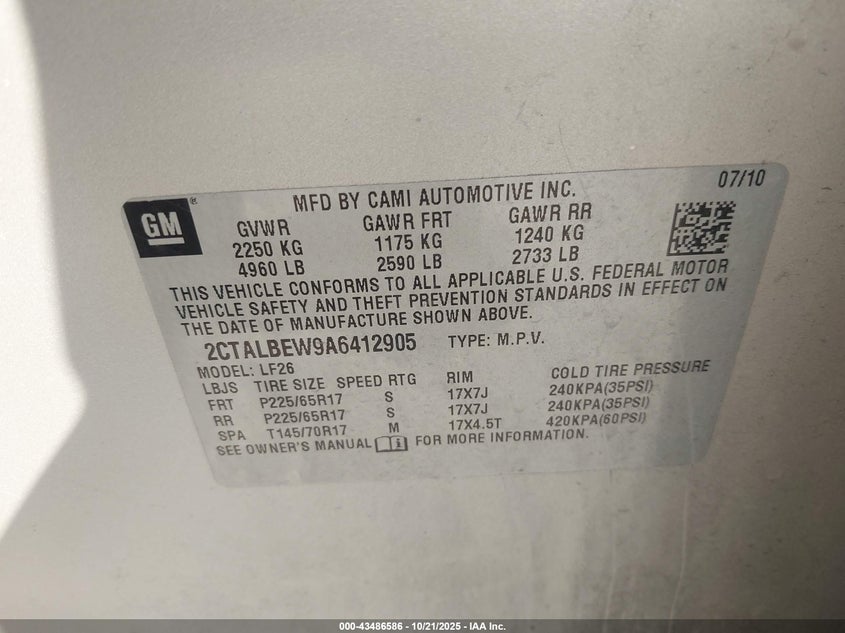 GM ®
MFD BY CAMI AUTOMOTIVE INC. 07/10
GVWR GAWR FRT GAWR RR
2250 KG 1175 KG 1240 KG
4960 LB 2590 LB 2733 LB
THIS VEHICLE CONFORMS TO ALL APPLICABLE U.S. FEDERAL MOTOR
VEHICLE SAFETY AND THEFT PREVENTION STANDARDS IN EFFECT ON
THE DATE OF MANUFACTURE SHOWN ABOVE.
2CTALBEW9A6412905 TYPE: M.P.V.
MODEL: LF26
LBJS TIRE SIZE SPEED RTG RIM COLD TIRE PRESSURE
FRT P225/65R17 S 17X7J 240KPA(35PSI)
RR P225/65R17 S 17X7J 240KPA(35PSI)
SPA T145/70R17 M 17X4.5T 420KPA(60PSI)
SEE OWNER'S MANUAL i FOR MORE INFORMATION.
000-43486586 - 10/21/2025 - IAA Inc.